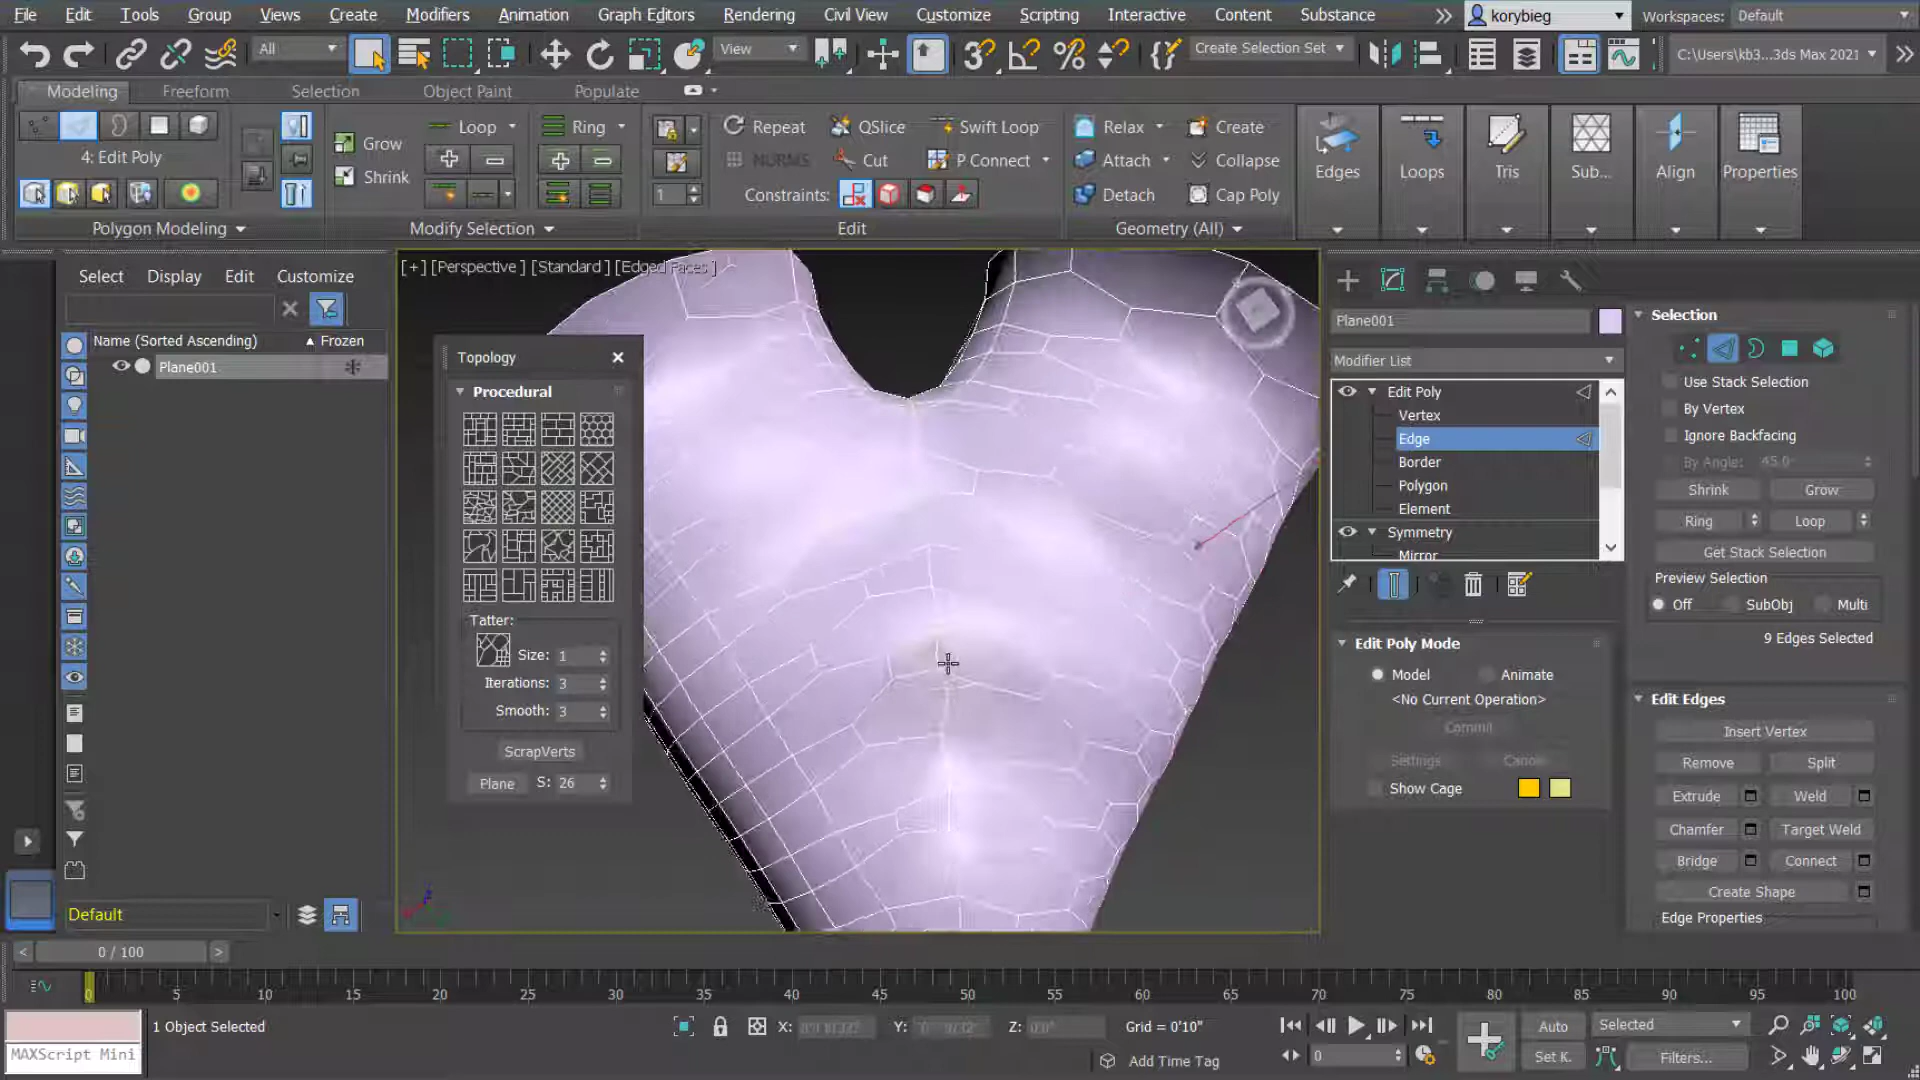 File Edit Tools Group Views Create Modifiers Animation Graph Editors Rendering Civil View Customize Scripting Interactive Content Substance korybieg Workspaces: Default
All View Create Selection Set C:\Users\kb3...3ds Max 2021
Modeling Freeform Selection Object Paint Populate
Grow Loop Ring Repeat QSlice Swift Loop Relax Create
4: Edit Poly NURMS Cut P Connect Attach Collapse
Shrink 1 Constraints: Detach Cap Poly
Edges Loops Tris Sub... Align Properties
Polygon Modeling Modify Selection Edit Geometry (All)
Select Display Edit Customize
Name (Sorted Ascending) Frozen
Plane001
[+] [Perspective] [Standard] [Edged Faces]
Topology
Procedural
Tatter:
Size: 1
Iterations: 3
Smooth: 3
ScrapVerts
Plane S: 26
Plane001
Modifier List
Edit Poly
Vertex
Edge
Border
Polygon
Element
Symmetry
Mirror
Edit Poly Mode
Model Animate
<No Current Operation>
Commit
Settings
Show Cage
Selection
Use Stack Selection
By Vertex
Ignore Backfacing
By Angle: 45.0
Shrink Grow
Ring Loop
Get Stack Selection
Preview Selection
Off SubObj Multi
9 Edges Selected
Edit Edges
Insert Vertex
Remove Split
Extrude Weld
Chamfer Target Weld
Bridge Connect
Create Shape
Edge Properties
Default
< 0 / 100 >
0 5 10 15 20 25 30 35 40 45 50 55 60 65 70 75 80 85 90 95 100
1 Object Selected X: Y: Z: Grid = 0'10" Auto Selected
MAXScript Mini Add Time Tag 0 Set K. Filters...